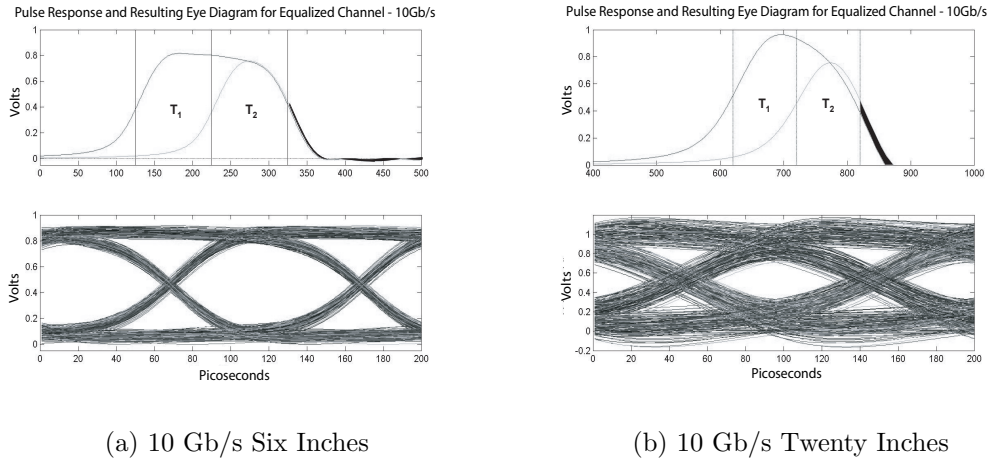 Pulse Response and Resulting Eye Diagram for Equalized Channel - 10Gb/s
Volts
1
0.8
0.6
0.4
0.2
0
T1
T2
0 50 100 150 200 250 300 350 400 450 500
Volts
1
0.8
0.6
0.4
0.2
0
0 20 40 60 80 110 110 120 140 160 200
Picoseconds
(a) 10 Gb/s Six Inches
Pulse Response and Resulting Eye Diagram for Equalized Channel - 10Gb/s
Volts
1
0.8
0.6
0.4
0.2
0
T1
T2
400 500 600 700 800 900 1000
Volts
1
0.8
0.6
0.4
0.2
0
-0.2
0 20 40 60 80 100 120 140 160 180 200
Picoseconds
(b) 10 Gb/s Twenty Inches